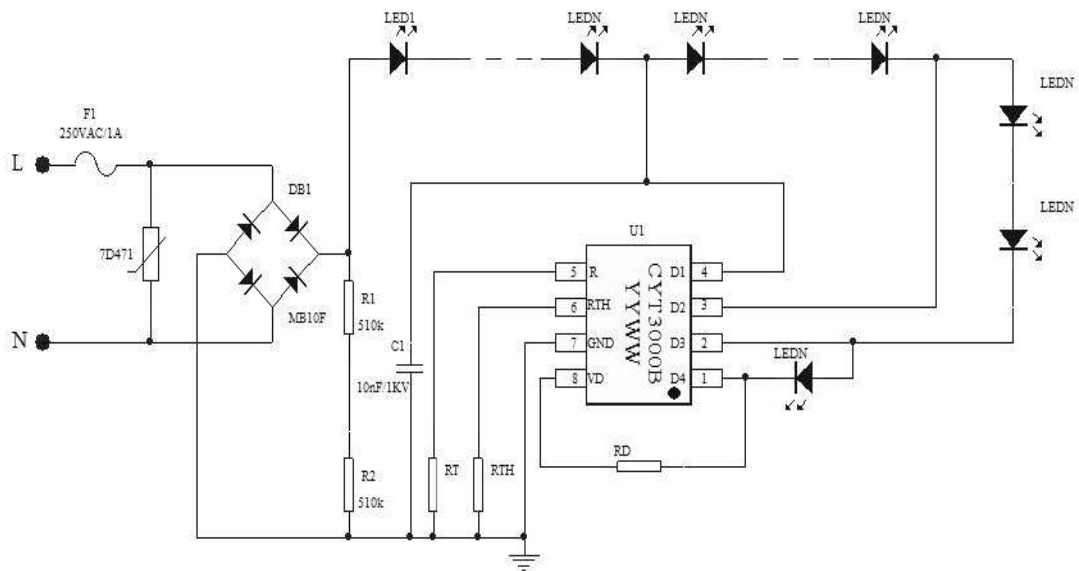 LED1
LEDN
LEDN
LEDN
LEDN
F1
250VAC/1A
L
DB1
LEDN
7D471
U1
5 R D1 4
6 RTH D2 3
7 GND D3 2
8 VD D4 1
CYT3000B
YYWW
R1
510k
MB10F
N
C1
10nF/1KV
LEDN
RD
RT
RTH
R2
510k